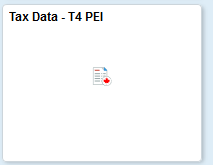 Tax Data - T4 PEI